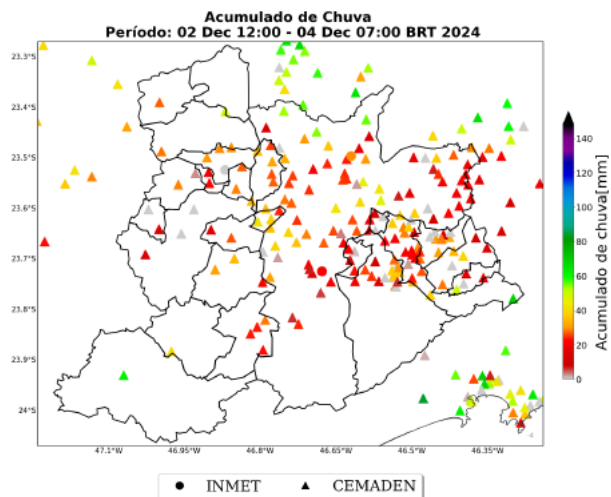 Acumulado de Chuva
Período: 02 Dec 12:00 - 04 Dec 07:00 BRT 2024
23.3°S
23.4°S
23.5°S
23.6°S
23.7°S
23.8°S
23.9°S
24°S
47.1°W
46.95°W
46.8°W
46.65°W
46.5°W
46.35°W
140
120
100
80
60
40
20
0
Acumulado de chuva[mm]
INMET
CEMADEN